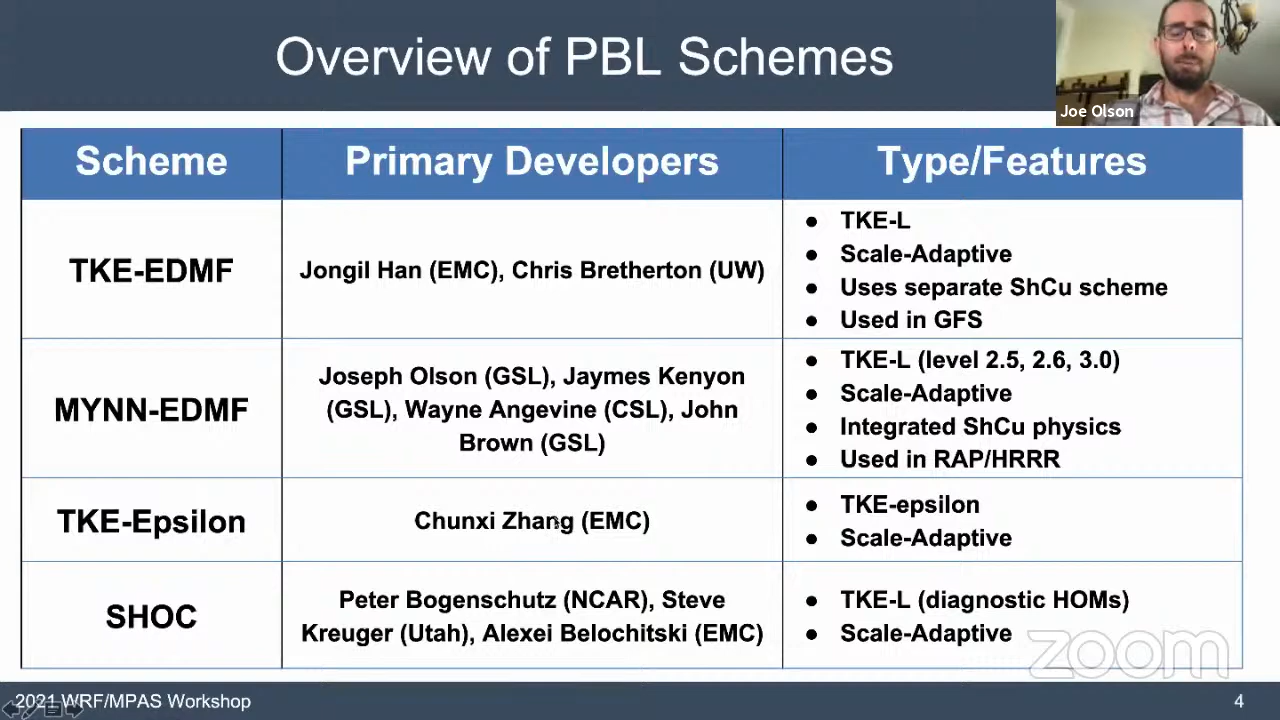 Overview of PBL Schemes
Joe Olson
Scheme
Primary Developers
Type/Features
TKE-EDMF
Jongil Han (EMC), Chris Bretherton (UW)
● TKE-L
● Scale-Adaptive
● Uses separate ShCu scheme
● Used in GFS
MYNN-EDMF
Joseph Olson (GSL), Jaymes Kenyon
(GSL), Wayne Angevine (CSL), John
Brown (GSL)
● TKE-L (level 2.5, 2.6, 3.0)
● Scale-Adaptive
● Integrated ShCu physics
● Used in RAP/HRRR
TKE-Epsilon
Chunxi Zhang (EMC)
● TKE-epsilon
● Scale-Adaptive
SHOC
Peter Bogenschutz (NCAR), Steve
Kreuger (Utah), Alexei Belochitski (EMC)
● TKE-L (diagnostic HOMs)
● Scale-Adaptive
zoom
2021 WRF/MPAS Workshop
4